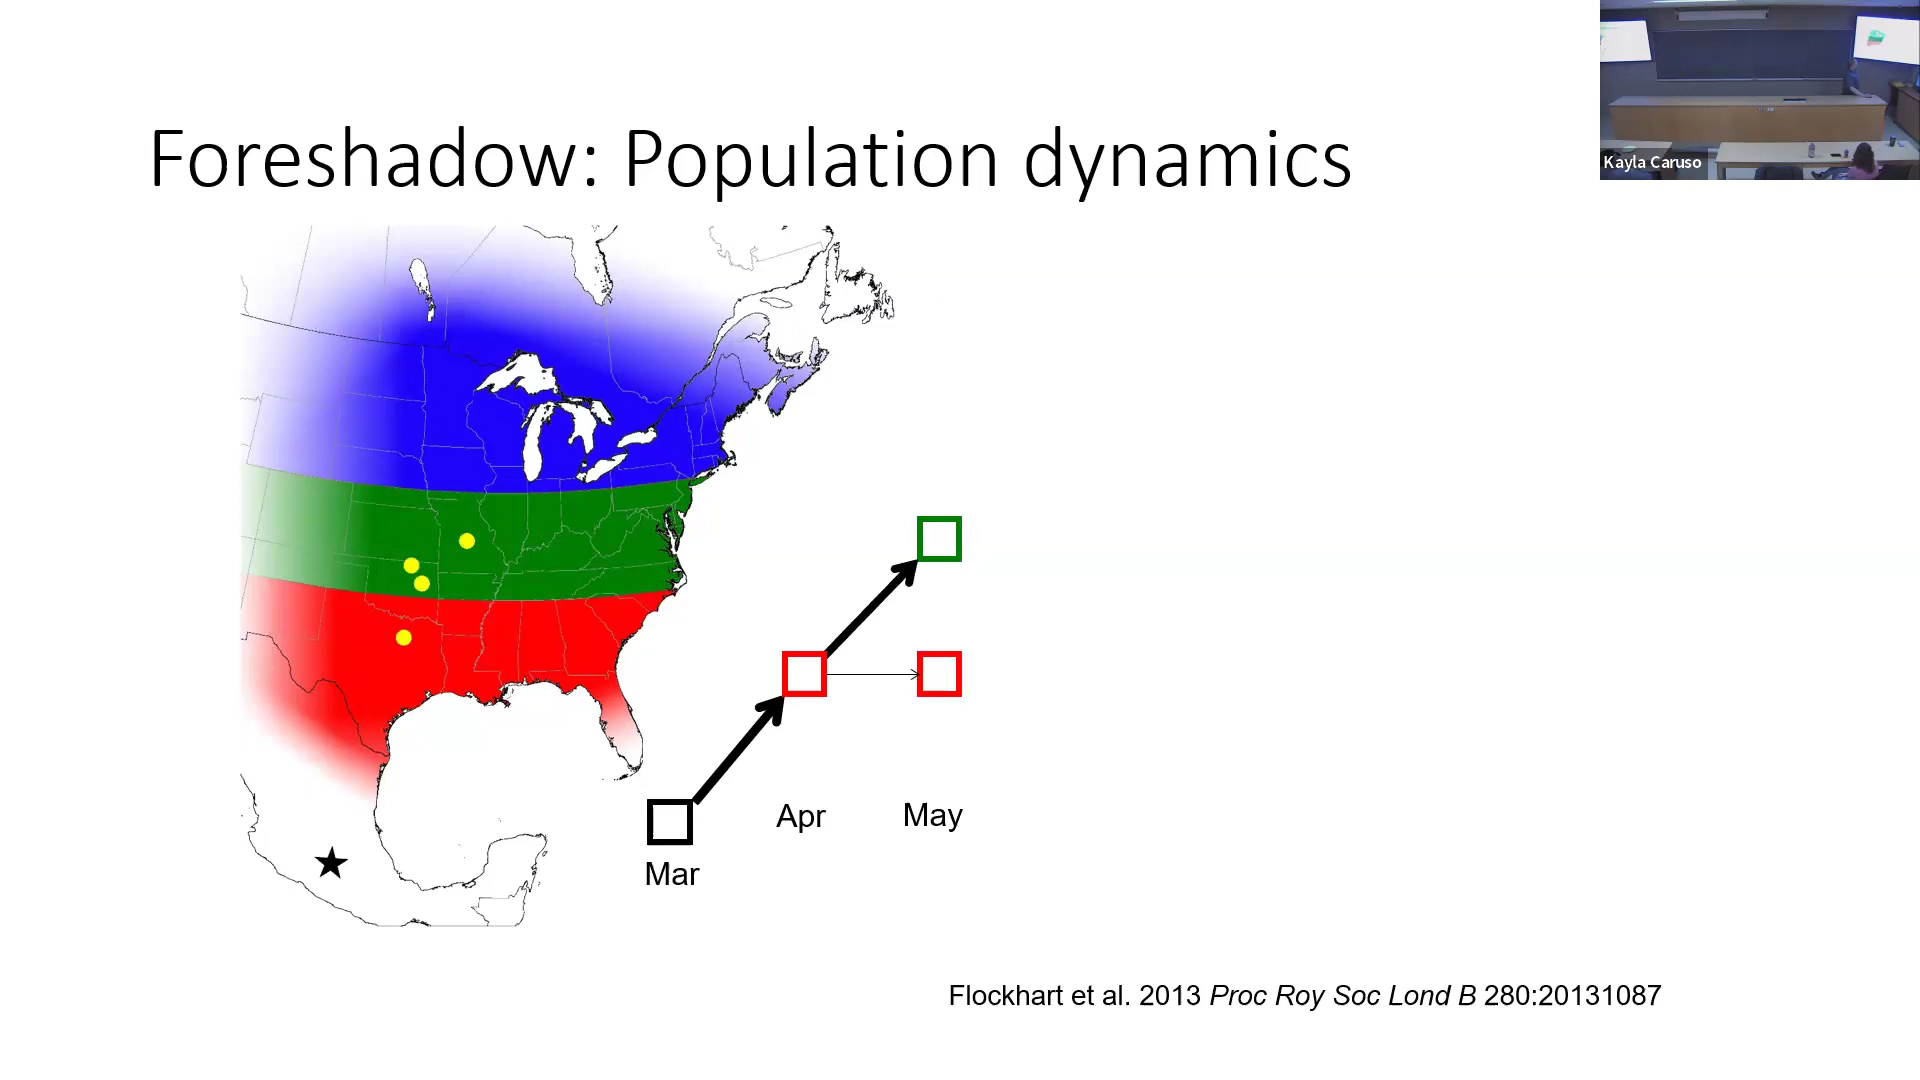 Foreshadow: Population dynamics
Kayla Caruso
Apr
May
Mar
Flockhart et al. 2013 Proc Roy Soc Lond B 280:20131087